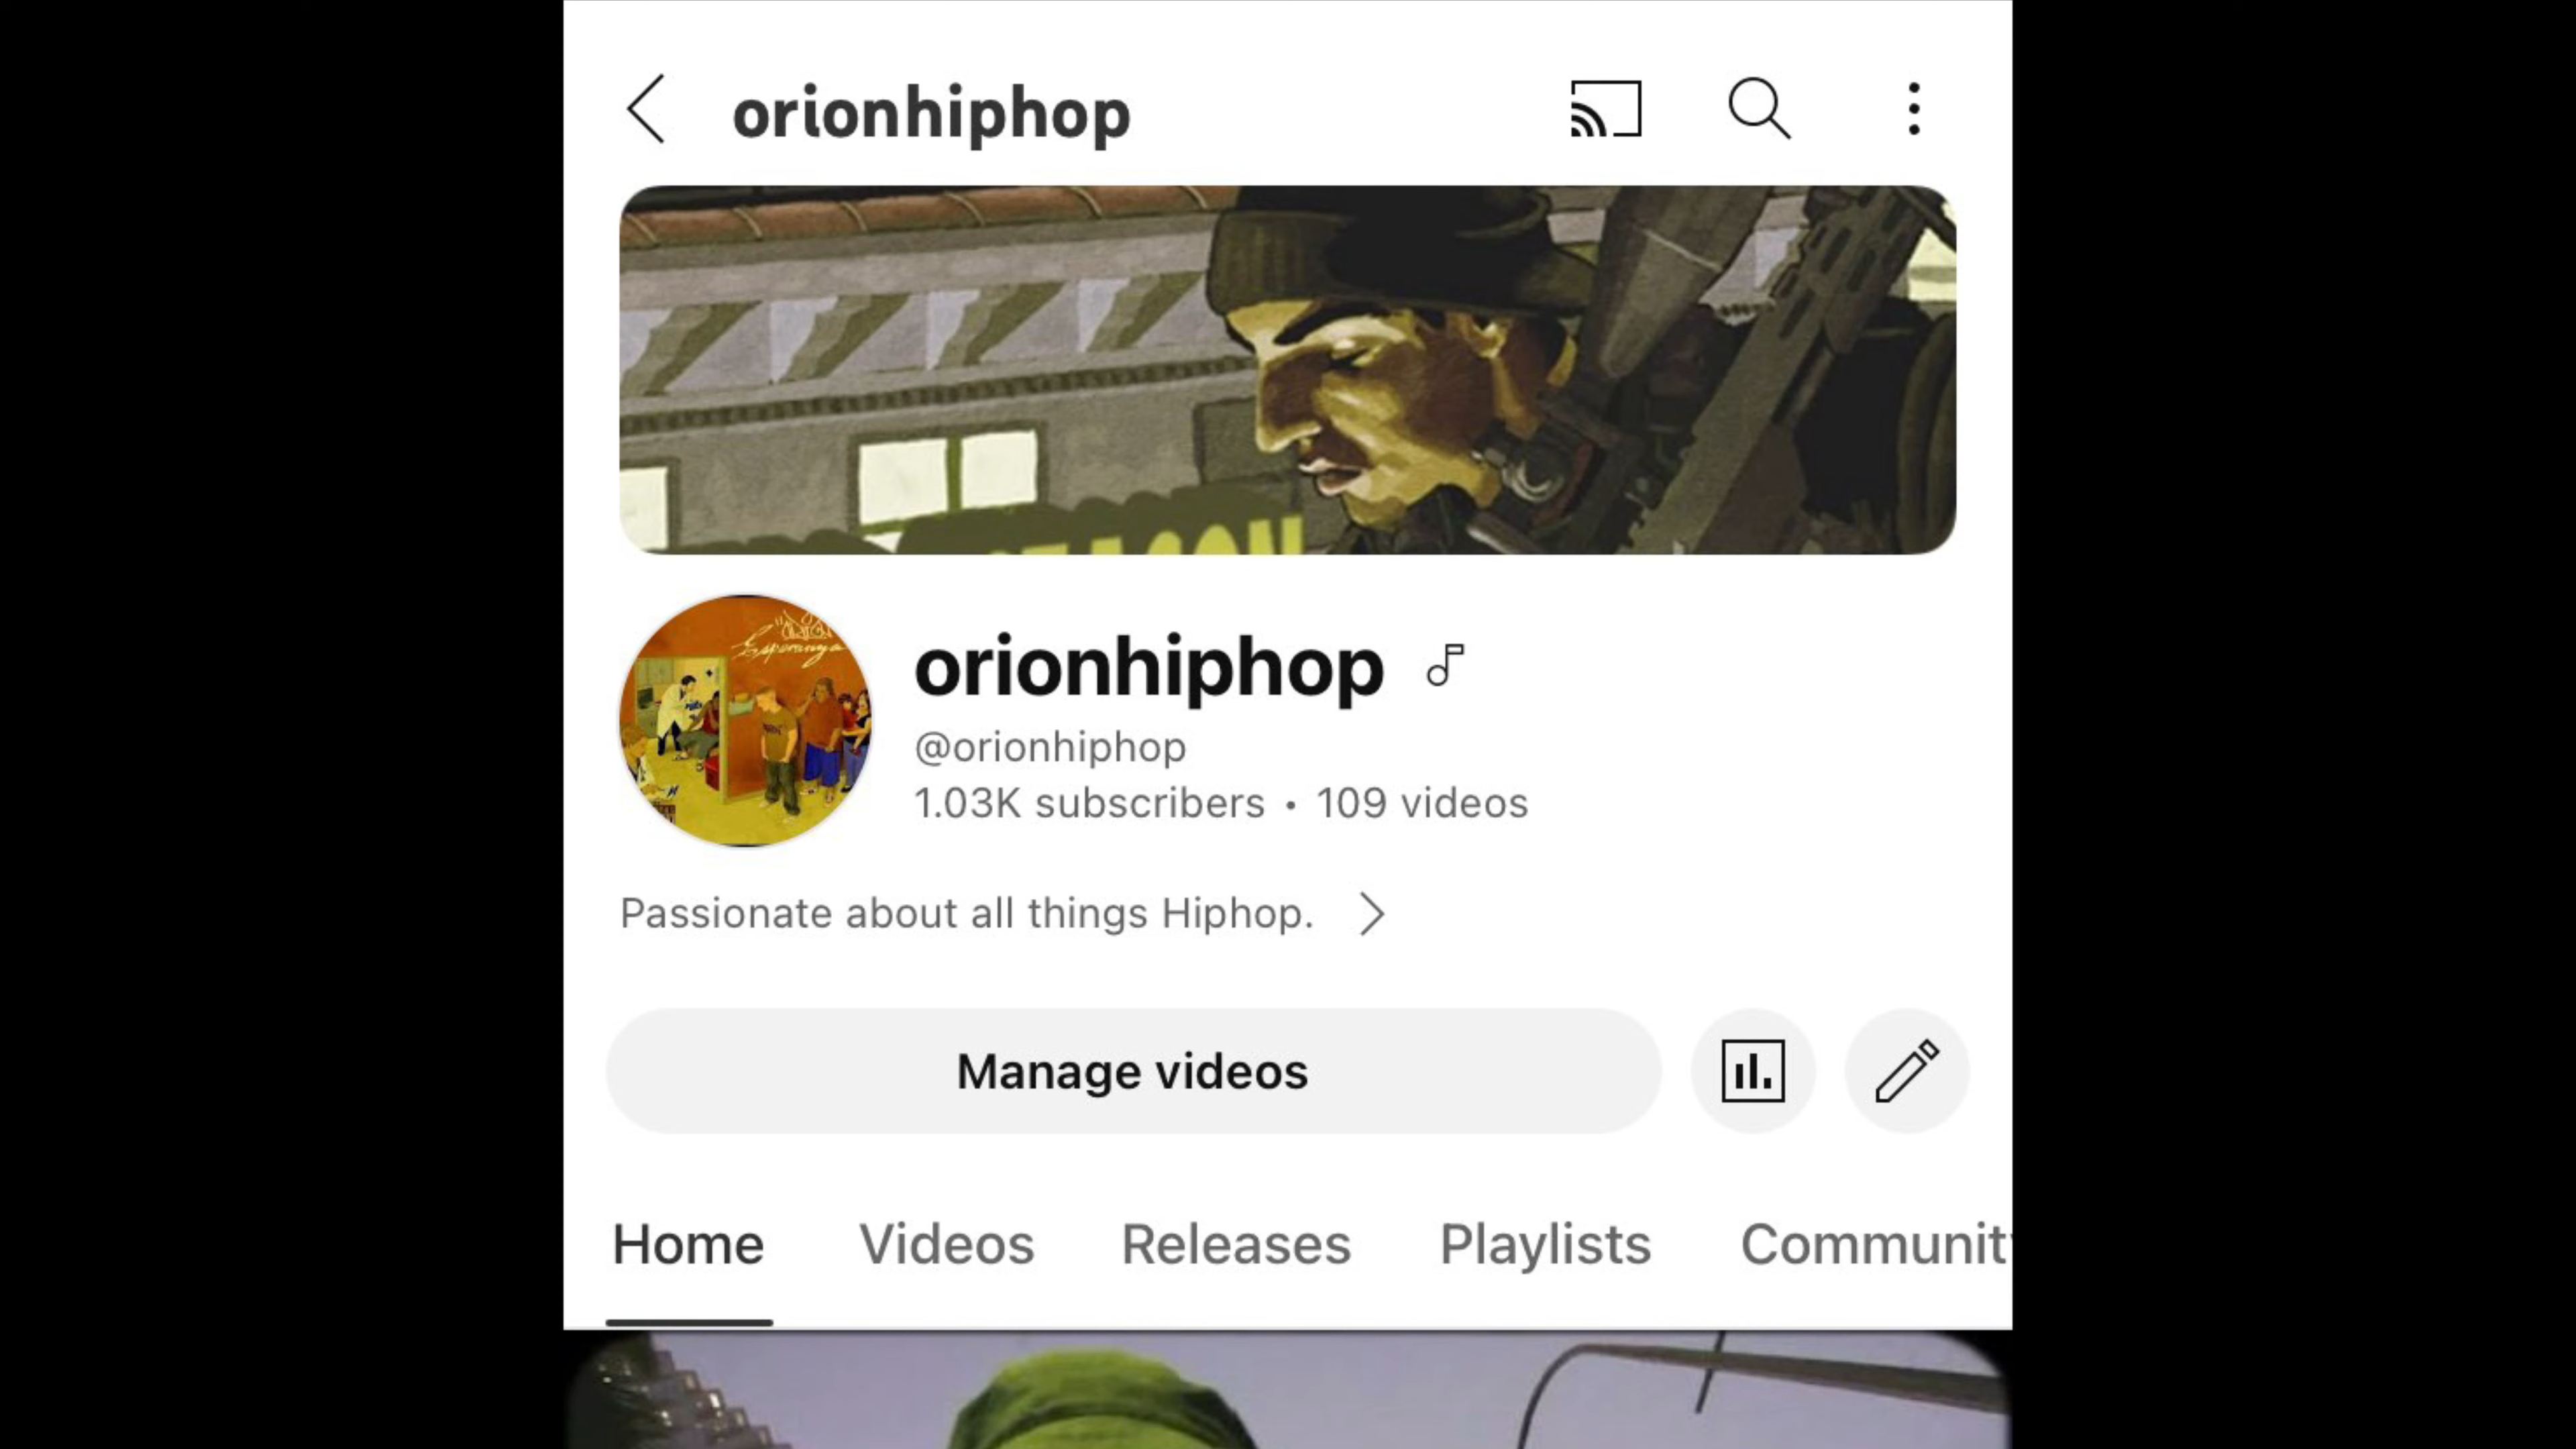 orionhiphop
orionhiphop
@orionhiphop
1.03K subscribers • 109 videos
Passionate about all things Hiphop.
Manage videos
Home Videos Releases Playlists
Esperança